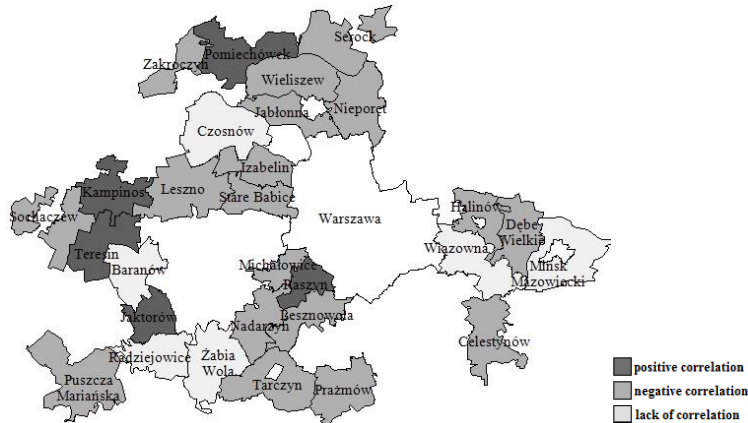 Serock
Pomiechówek
Zakroczyn
Wieliszew
Jabłonna
Nieporęt
Czosnów
Izabelin
Leszno
Kampinos
Stare Babice
Halinów
Sochaczew
Warszawa
Dębe
Wielkie
Wiązowna
Teresin
Baranów
Michałowice
Mińsk
Mazowiecki
Raszyn
Jaktorów
Lesznowola
Nadarzyn
Celestynów
Radziejowice
Żabia
Wola
Puszcza
Mariańska
Tarczyn
Prażmów
positive correlation
negative correlation
lack of correlation